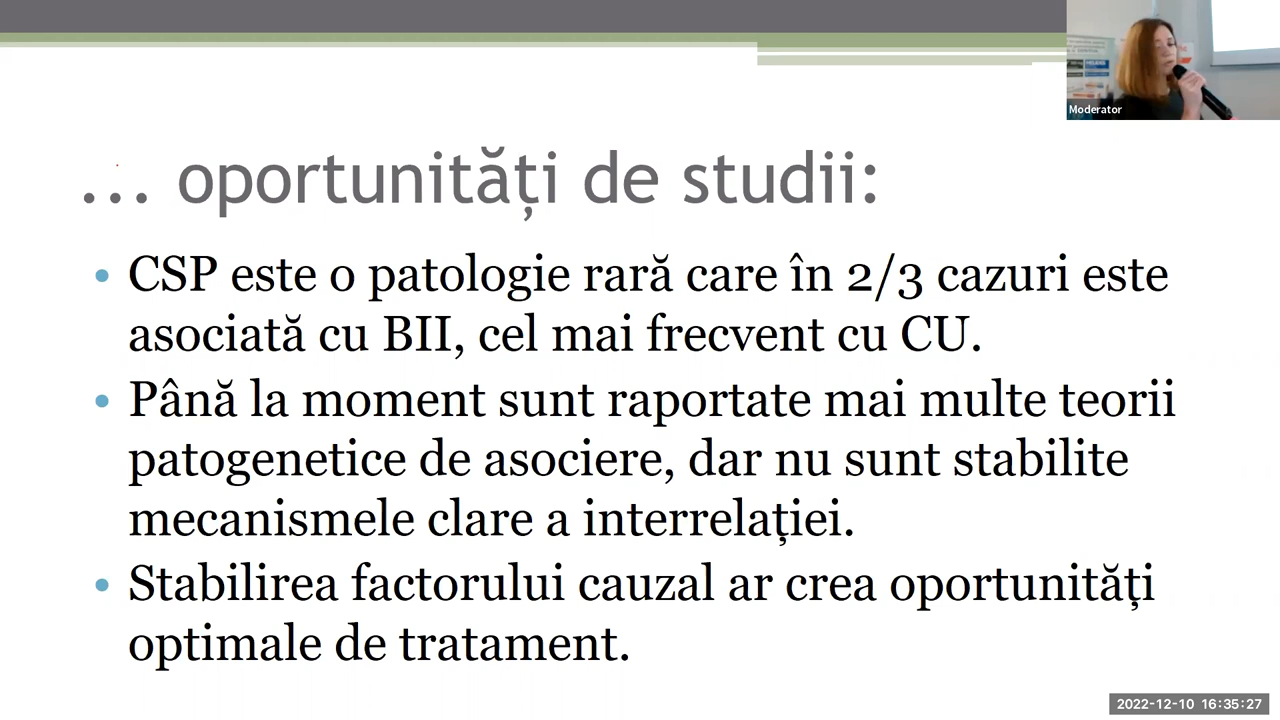 Moderator
... oportunități de studii:
• CSP este o patologie rară care în 2/3 cazuri este
asociată cu BII, cel mai frecvent cu CU.
• Până la moment sunt raportate mai multe teorii
patogenetice de asociere, dar nu sunt stabilite
mecanismele clare a interrelației.
• Stabilirea factorului cauzal ar crea oportunități
optimale de tratament.
2022-12-10 16:35:27